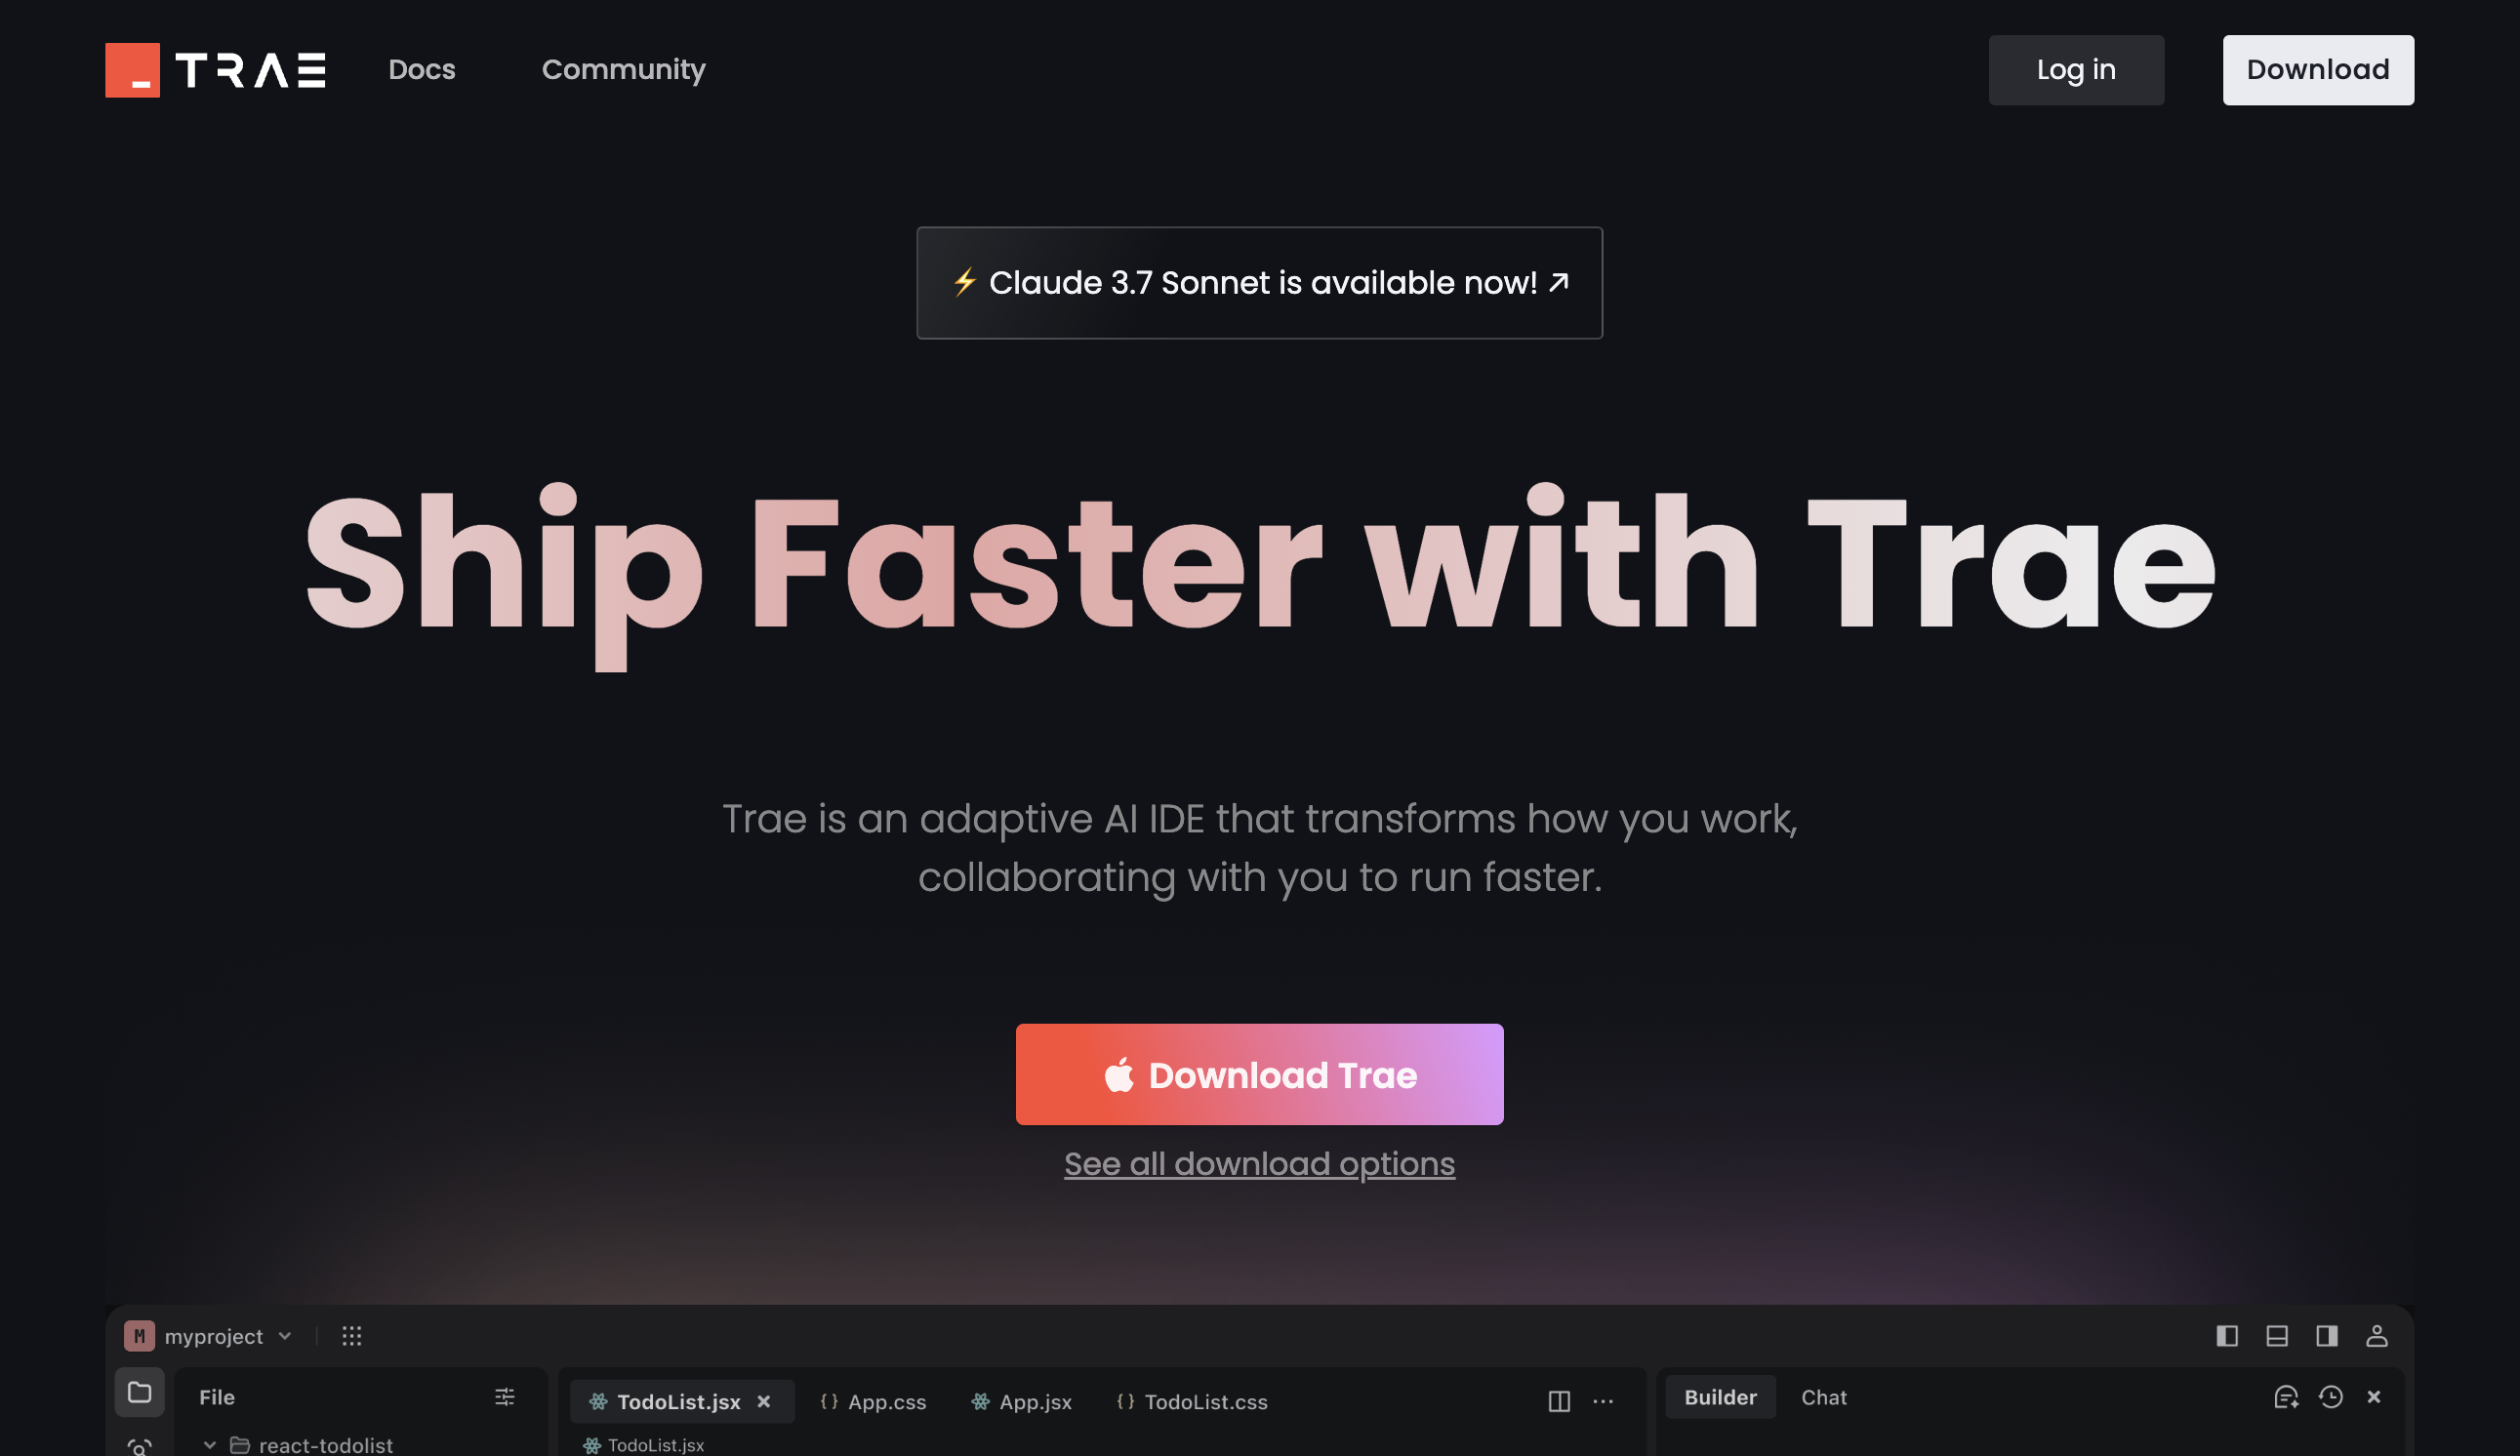 TRAE Docs Community Log in Download
⚡ Claude 3.7 Sonnet is available now! ↗
Ship Faster with Trae
Trae is an adaptive AI IDE that transforms how you work,
collaborating with you to run faster.
Download Trae
See all download options
M myproject
File
TodoList.jsx × {} App.css App.jsx {} TodoList.css ...
Builder Chat ×
react-todolist
TodoList.jsx